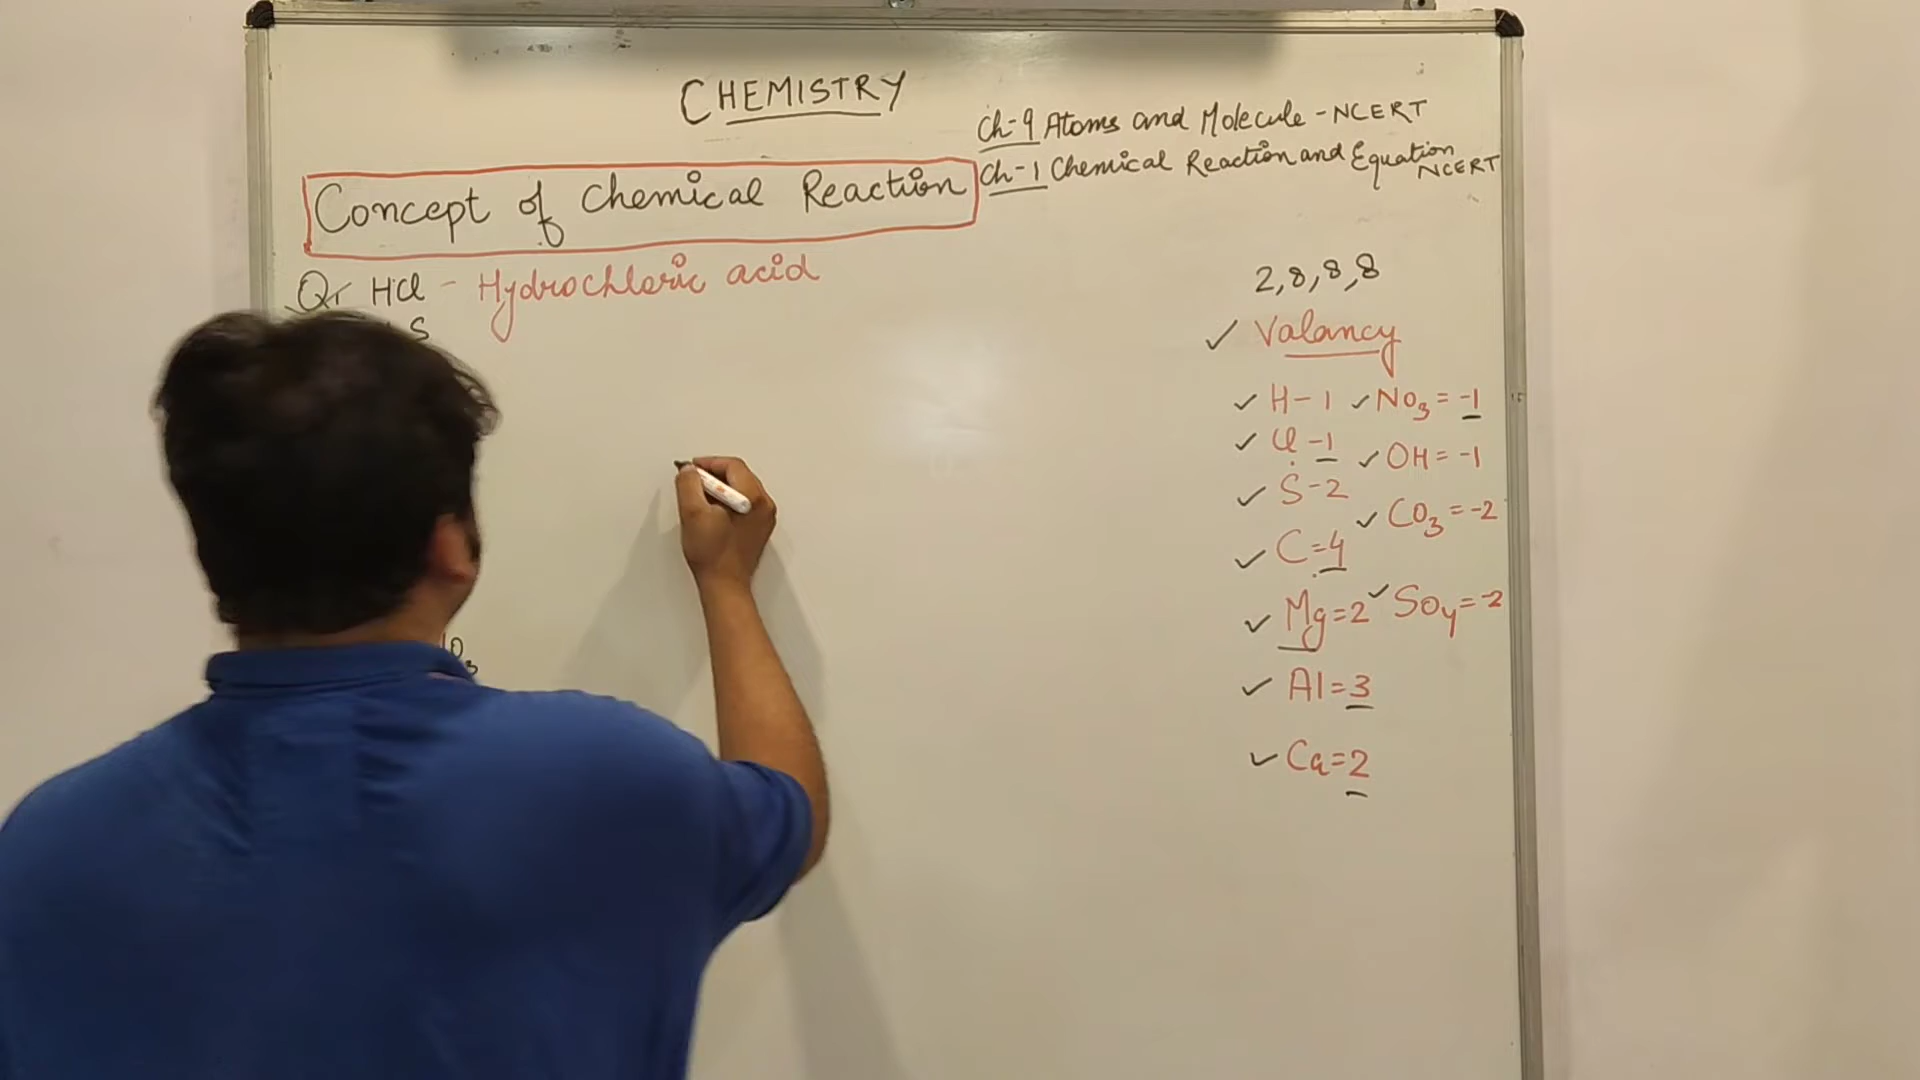 CHEMISTRY
Ch-9 Atoms and Molecule - NCERT
Ch-1 Chemical Reaction and Equation
NCERT
Concept of Chemical Reaction
Q1 HCl - Hydrochloric acid
S
2,8,8,8
✓ Valancy
✓ H - 1 ✓ NO3 = -1
✓ Cl -1 ✓ OH = -1
✓ S -2 ✓ CO3 = -2
✓ C = 4
✓ Mg = 2 ✓ SO4 = -2
✓ Al = 3
✓ Ca = 2